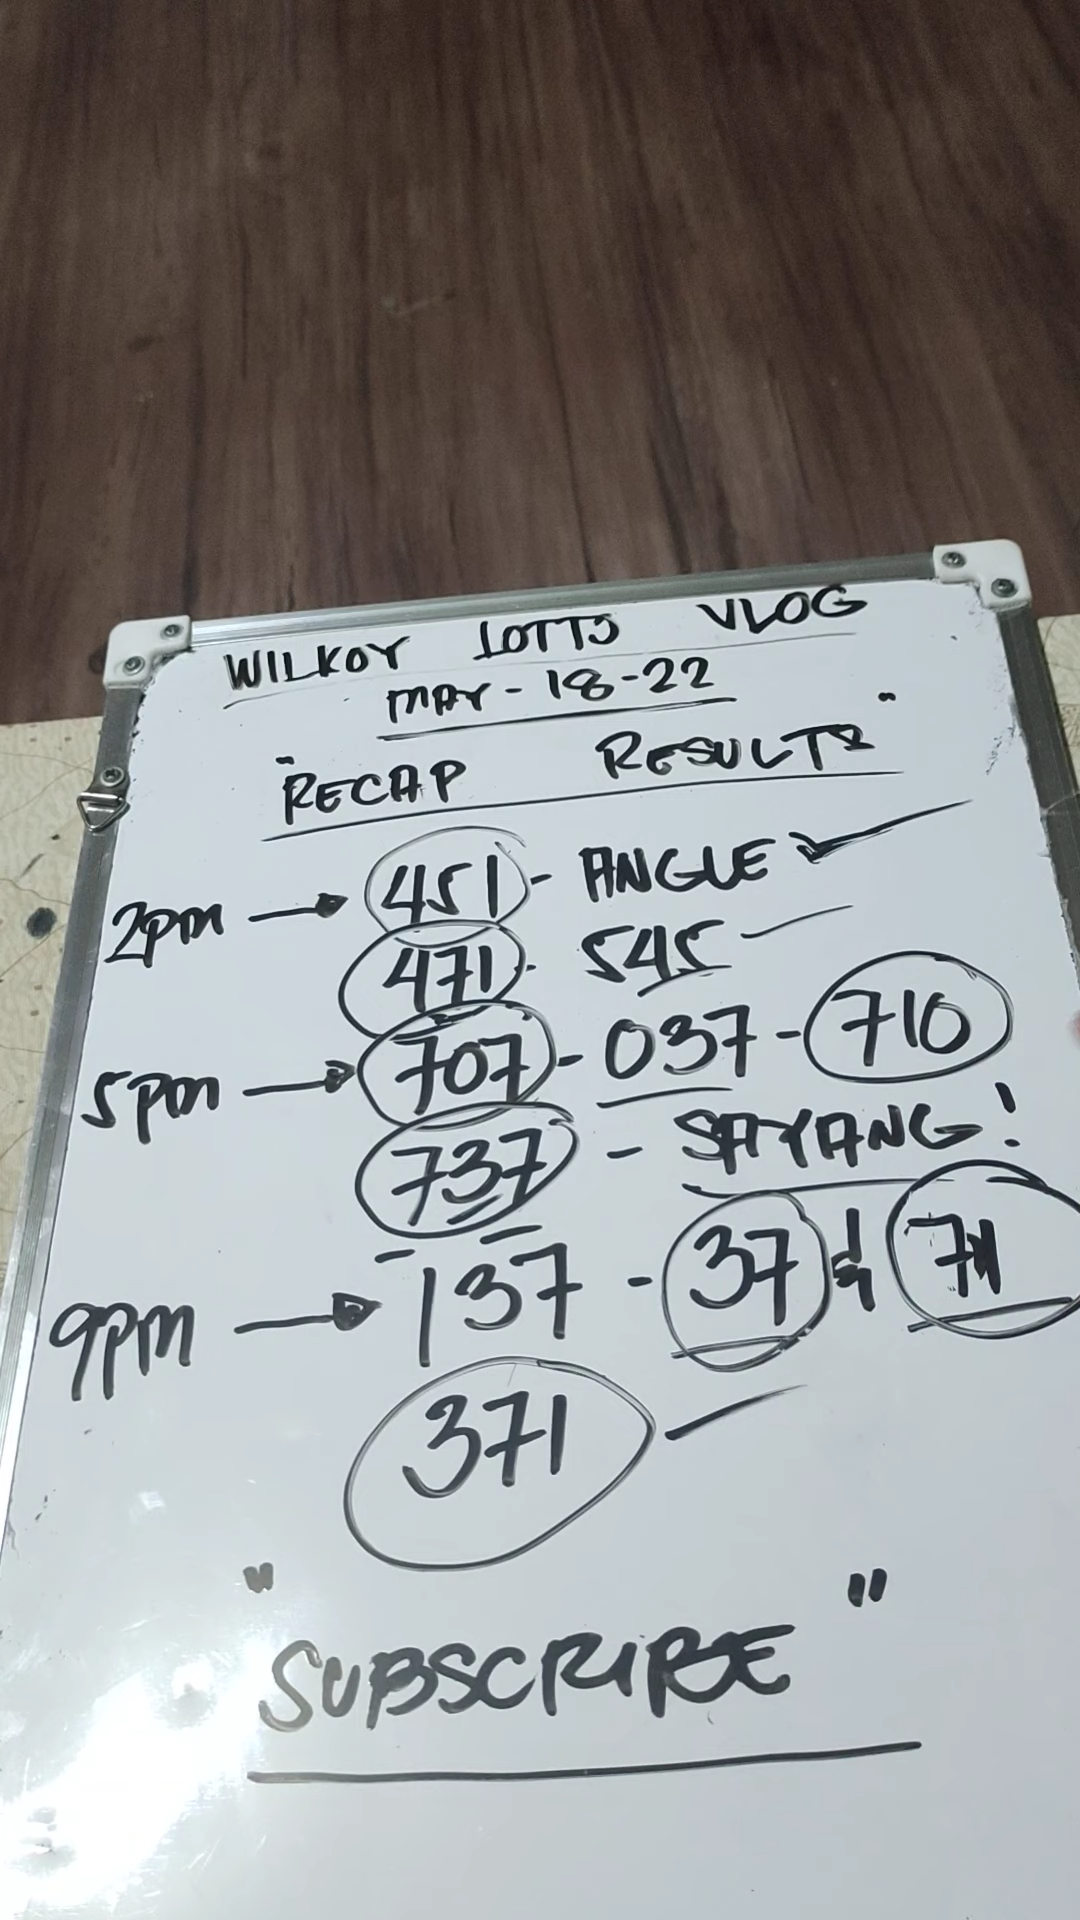 WILKOY LOTTO VLOG
MAY-18-22
"RECAP RESULTS"
2pm → 451 - ANGLE ✓
471 - 545
5pm → 707 - 037 - 710
737 - SAYANG!
9pm → 137 - 37 & 71
371
"SUBSCRIBE"